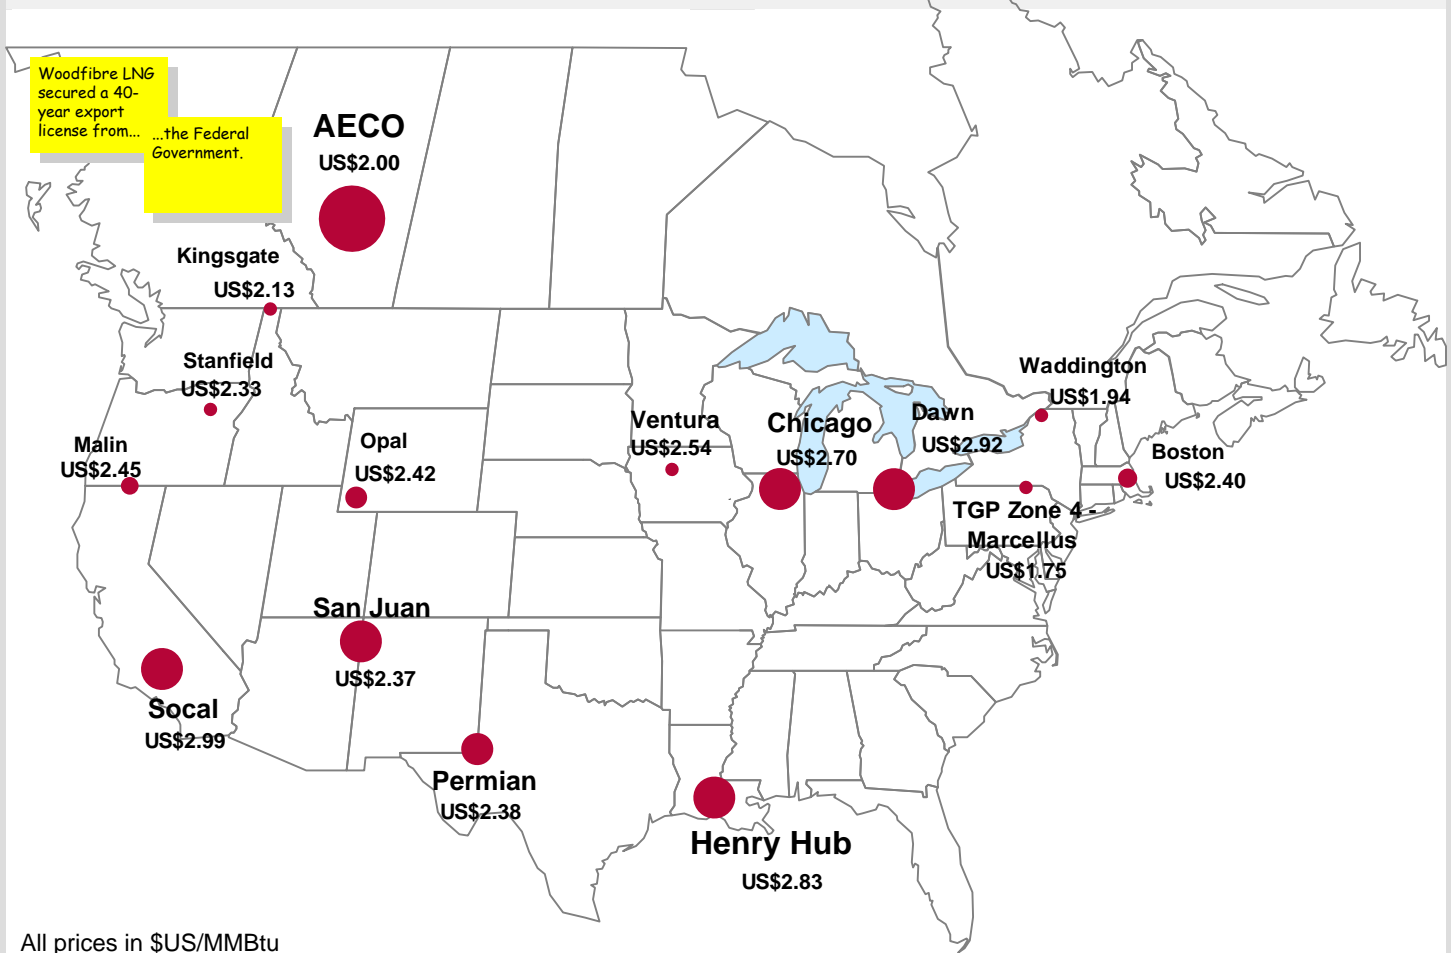 Woodfibre LNG
secured a 40-
year export
license from...
...the Federal
Government.
AECO
US$2.00
Kingsgate
US$2.13
Stanfield
US$2.33
Malin
US$2.45
Opal
US$2.42
Ventura
US$2.54
Chicago
US$2.70
Dawn
US$2.92
Waddington
US$1.94
Boston
US$2.40
TGP Zone 4 -
Marcellus
US$1.75
San Juan
US$2.37
Socal
US$2.99
Permian
US$2.38
Henry Hub
US$2.83
All prices in $US/MMBtu